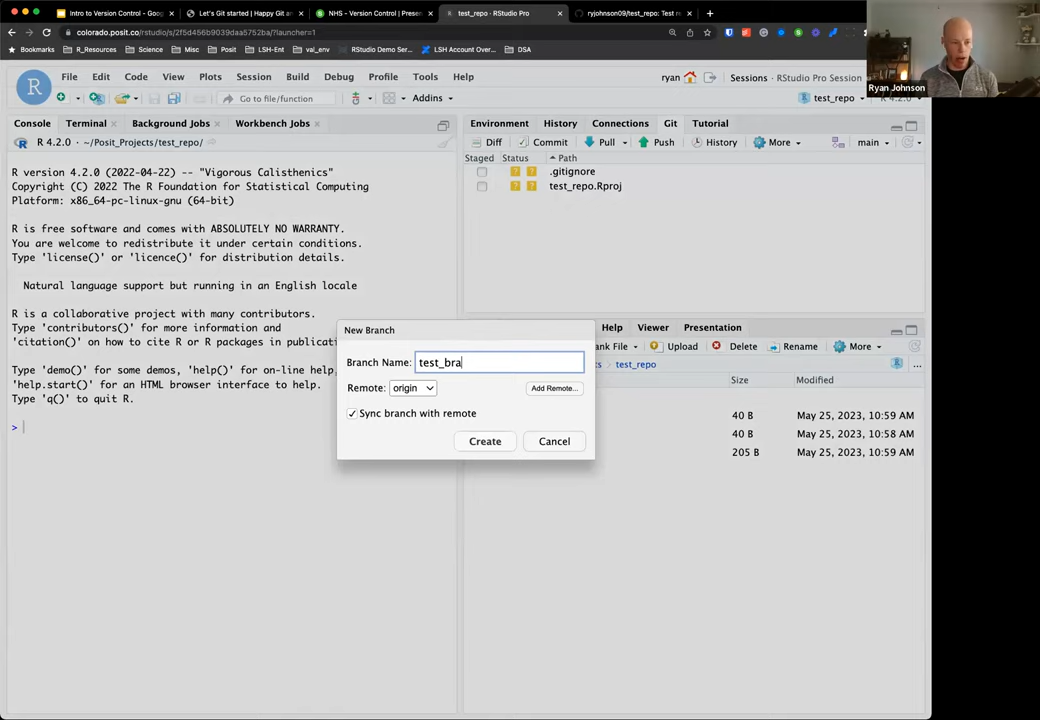 Intro to Version Control - Goog
Let's Get started | Happy Git an
NHS - Version Control | Presen
test_repo - RStudio Pro
ryjohnson09/test_repo: Test re
colorado.posit.co/rstudio/s/2f5d456b9039daa5752ba/?launcher=1
Bookmarks
R_Resources
Science
Misc
Posit
LSH-Ent
val_env
RStudio Demo Ser...
LSH Account Over...
DSA
Ryan Johnson
R
File
Edit
Code
View
Plots
Session
Build
Debug
Profile
Tools
Help
ryan
Sessions
RStudio Pro Session
Go to file/function
Addins
test_repo
R 4.2.0
Console
Terminal
Background Jobs
Workbench Jobs
R 4.2.0 · ~/Posit_Projects/test_repo/
R version 4.2.0 (2022-04-22) -- "Vigorous Calisthenics"
Copyright (C) 2022 The R Foundation for Statistical Computing
Platform: x86_64-pc-linux-gnu (64-bit)
R is free software and comes with ABSOLUTELY NO WARRANTY.
You are welcome to redistribute it under certain conditions.
Type 'license()' or 'licence()' for distribution details.
Natural language support but running in an English locale
R is a collaborative project with many contributors.
Type 'contributors()' for more information and
'citation()' on how to cite R or R packages in publicati
Type 'demo()' for some demos, 'help()' for on-line help,
'help.start()' for an HTML browser interface to help.
Type 'q()' to quit R.
>
Environment
History
Connections
Git
Tutorial
Diff
Commit
Pull
Push
History
More
main
Staged
Status
Path
? ? .gitignore
? ? test_repo.Rproj
New Branch
Branch Name: test_bra
Remote: origin
Add Remote...
Sync branch with remote
Create
Cancel
Help
Viewer
Presentation
ank File
Upload
Delete
Rename
More
ts
test_repo
...
Size
Modified
40 B
May 25, 2023, 10:59 AM
40 B
May 25, 2023, 10:58 AM
205 B
May 25, 2023, 10:59 AM